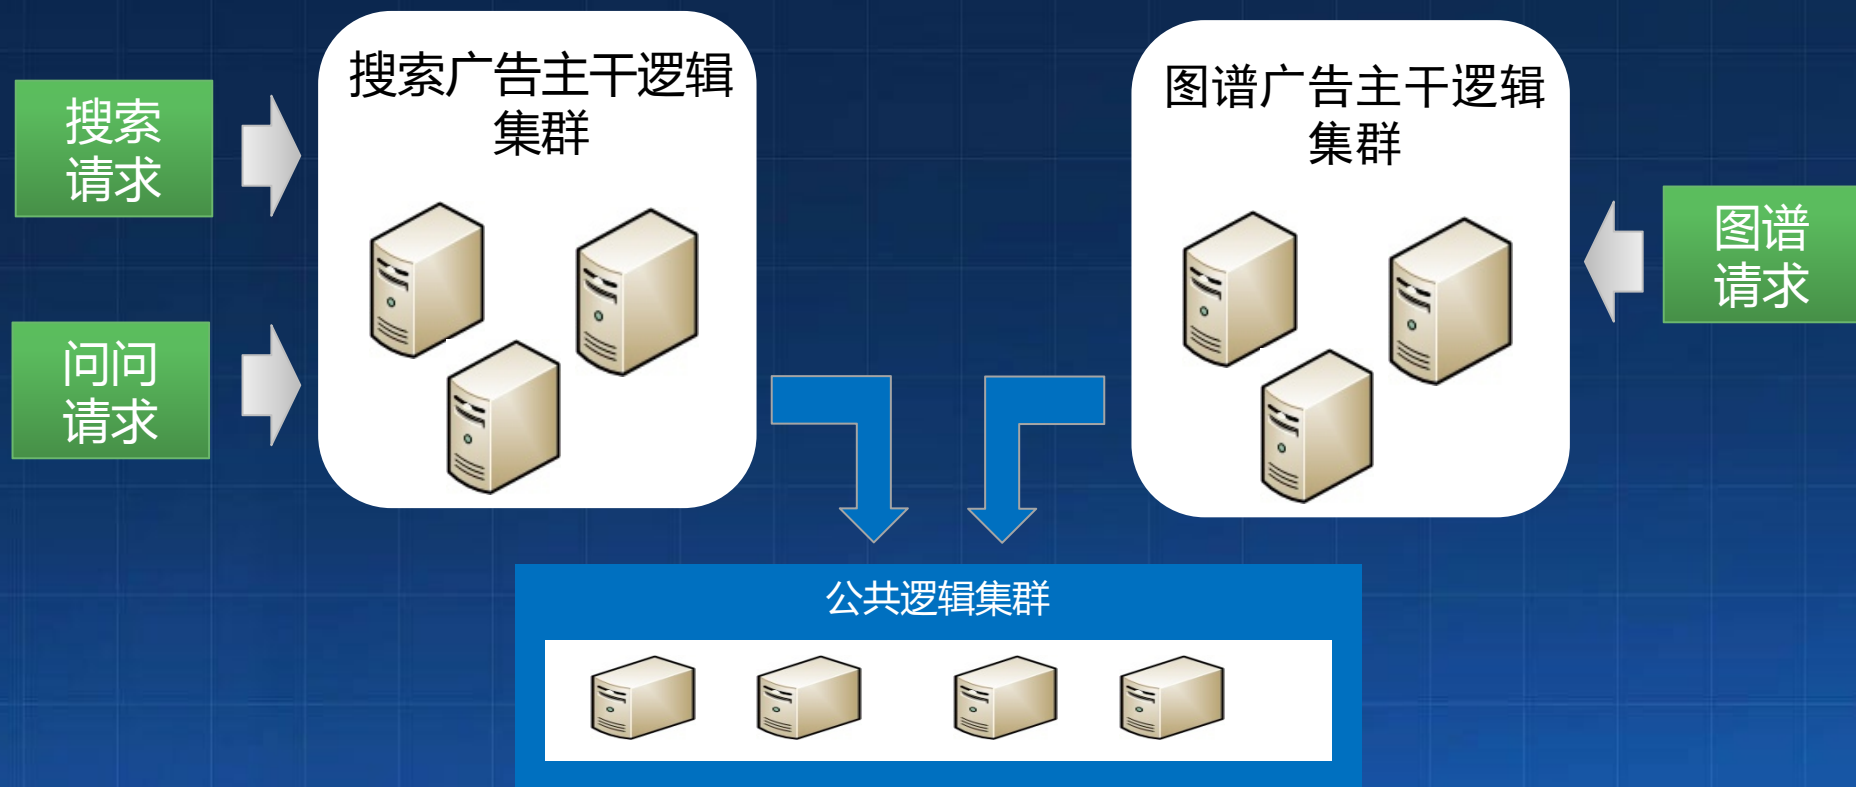 搜索广告主干逻辑
集群
图谱广告主干逻辑
集群
搜索
请求
图谱
请求
问问
请求
公共逻辑集群